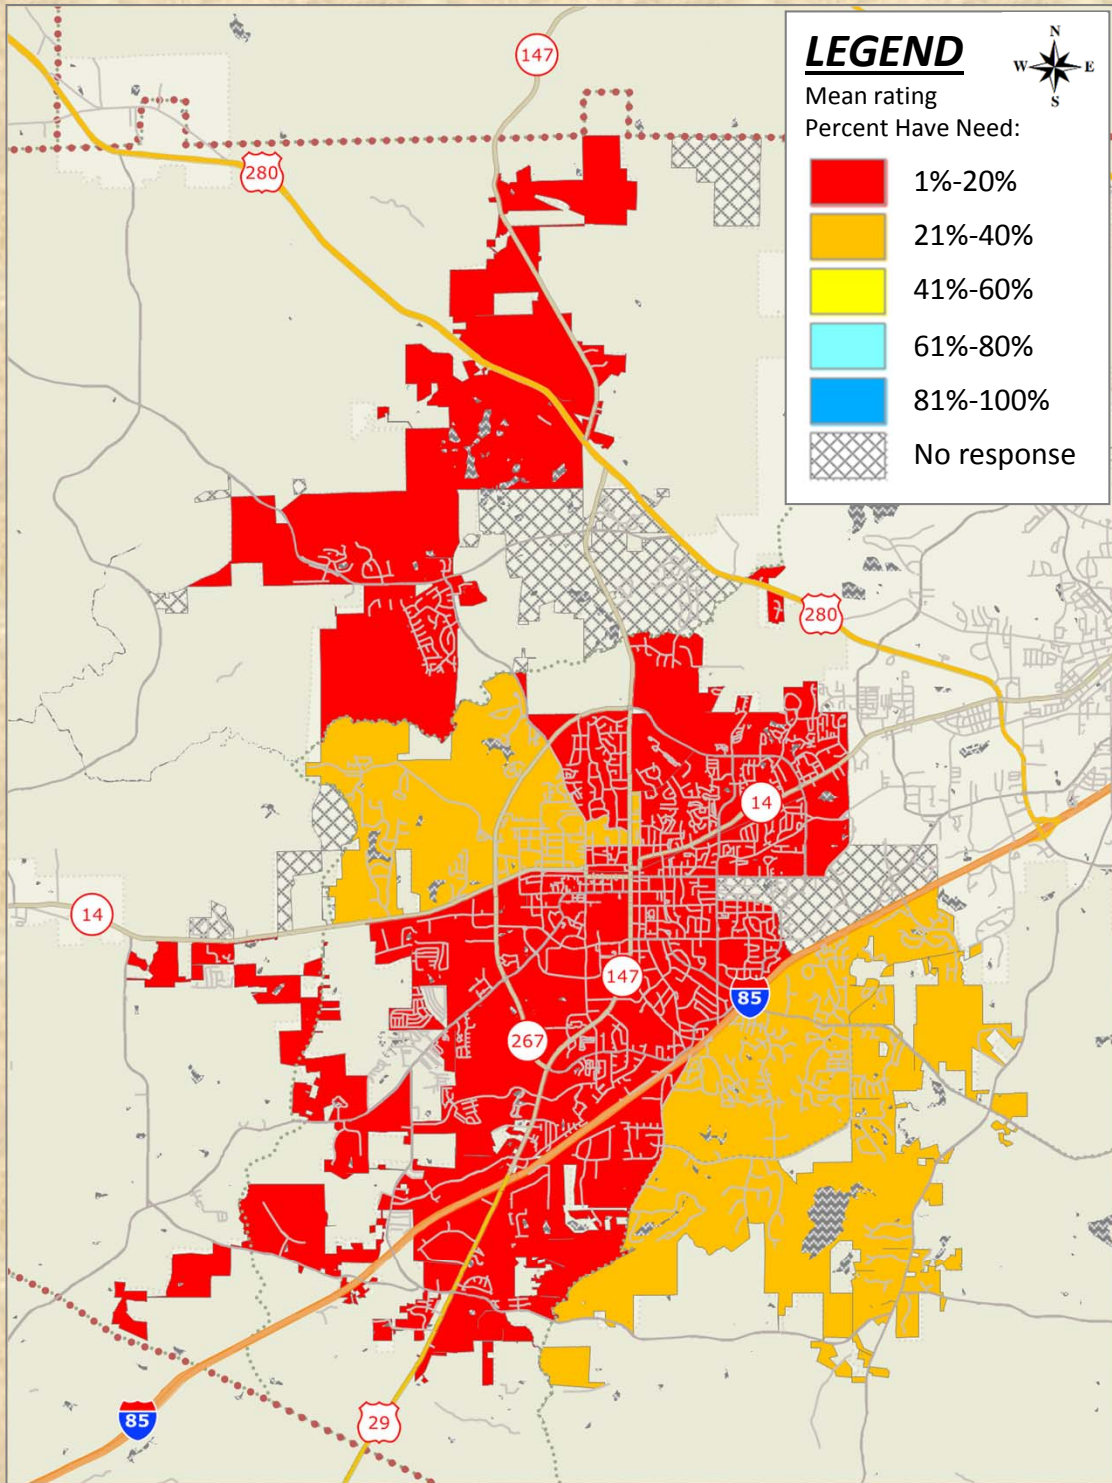 LEGEND
N
W E
S
Mean rating
Percent Have Need:
1%-20%
21%-40%
41%-60%
61%-80%
81%-100%
No response
147
280
280
14
14
147
85
267
85
29